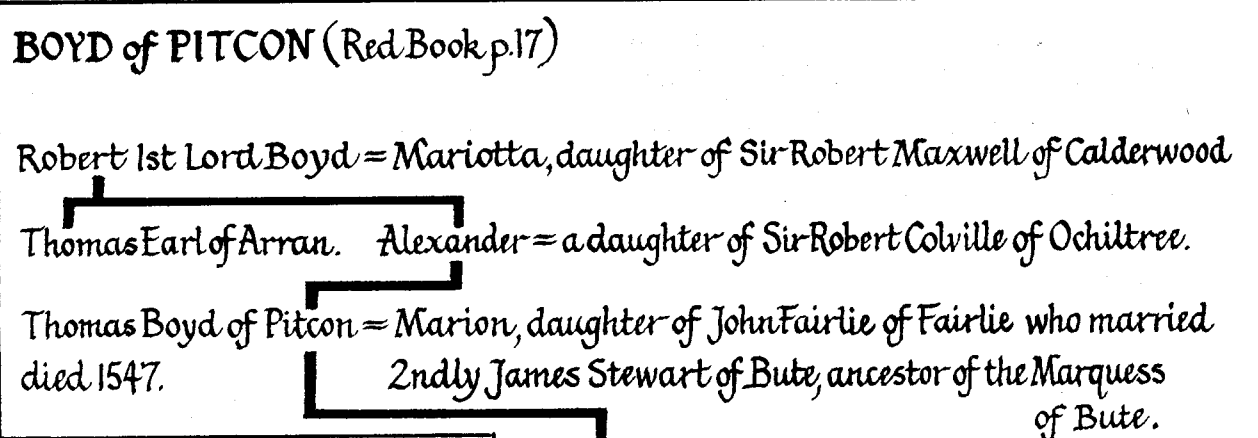 BOYD of PITCON (Red Book p.17)
Robert 1st Lord Boyd = Mariotta, daughter of Sir Robert Maxwell of Calderwood
Thomas Earl of Arran. Alexander = a daughter of Sir Robert Colville of Ochiltree.
Thomas Boyd of Pitcon = Marion, daughter of John Fairlie of Fairlie who married
died 1547. 2ndly James Stewart of Bute, ancestor of the Marquess
of Bute.